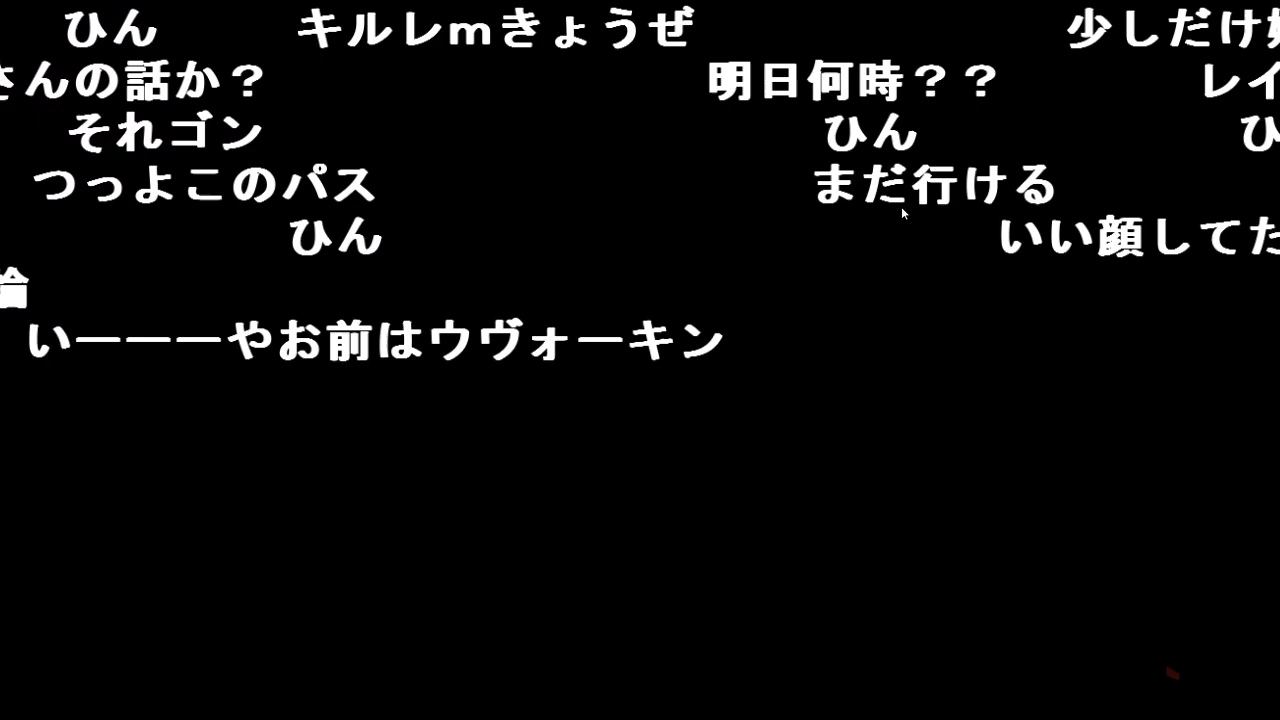 ひん キルレmきょうぜ 少しだけ
さんの話か？ 明日何時？？ レイ
それゴン ひん ひ
つっよこのパス まだ行ける
ひん いい顔してた
論
いーーーやお前はウヴォーキン